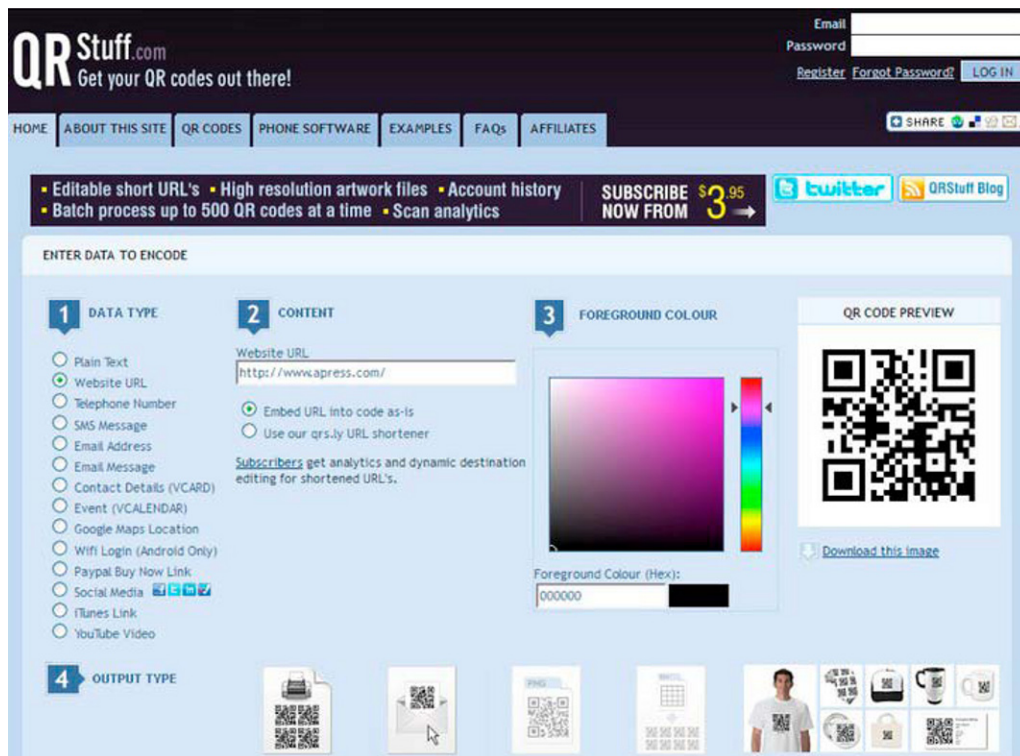 QR Stuff.com
Get your QR codes out there!
Email
Password
Register Forgot Password? LOG IN
HOME ABOUT THIS SITE QR CODES PHONE SOFTWARE EXAMPLES FAQs AFFILIATES
SHARE
▪ Editable short URL's ▪ High resolution artwork files ▪ Account history
▪ Batch process up to 500 QR codes at a time ▪ Scan analytics
SUBSCRIBE NOW FROM $3.95
twitter
QRStuff Blog
ENTER DATA TO ENCODE
1 DATA TYPE
Plain Text
Website URL
Telephone Number
SMS Message
Email Address
Email Message
Contact Details (VCARD)
Event (VCALENDAR)
Google Maps Location
Wifi Login (Android Only)
Paypal Buy Now Link
Social Media
iTunes Link
YouTube Video
2 CONTENT
Website URL
http://www.apress.com/
Embed URL into code as-is
Use our qrs.ly URL shortener
Subscribers get analytics and dynamic destination
editing for shortened URL's.
3 FOREGROUND COLOUR
Foreground Colour (Hex):
000000
QR CODE PREVIEW
Download this image
4 OUTPUT TYPE
PNG